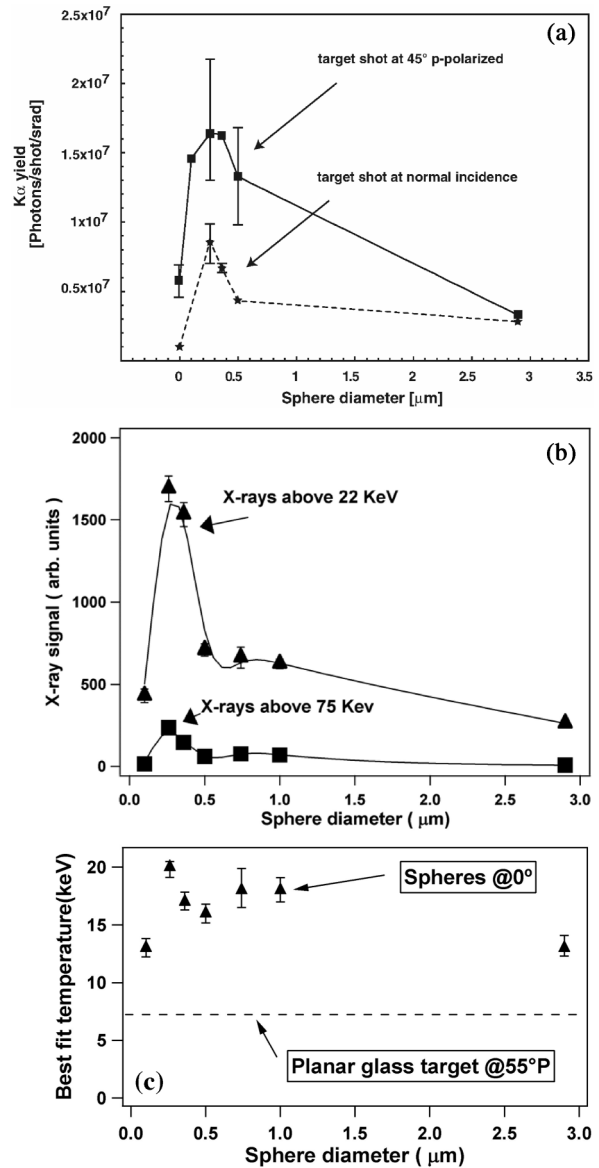 (a)
2.5x10⁷
2x10⁷
1.5x10⁷
1x10⁷
0.5x10⁷
Kα yield
[Photons/shot/srad]
target shot at 45° p-polarized
target shot at normal incidence
0 0.5 1 1.5 2 2.5 3 3.5
Sphere diameter [μm]
(b)
2000
1500
1000
500
0
X-ray signal ( arb. units )
X-rays above 22 KeV
X-rays above 75 Kev
0.0 0.5 1.0 1.5 2.0 2.5 3.0
Sphere diameter ( μm)
20
15
10
5
0
Best fit temperature(keV)
Spheres @0º
Planar glass target @55°P
(c)
0.0 0.5 1.0 1.5 2.0 2.5 3.0
Sphere diameter ( μm)